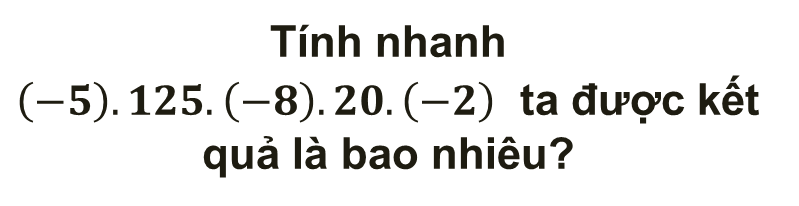 Tính nhanh
(−5). 125. (−8). 20. (−2) ta được kết
quả là bao nhiêu?